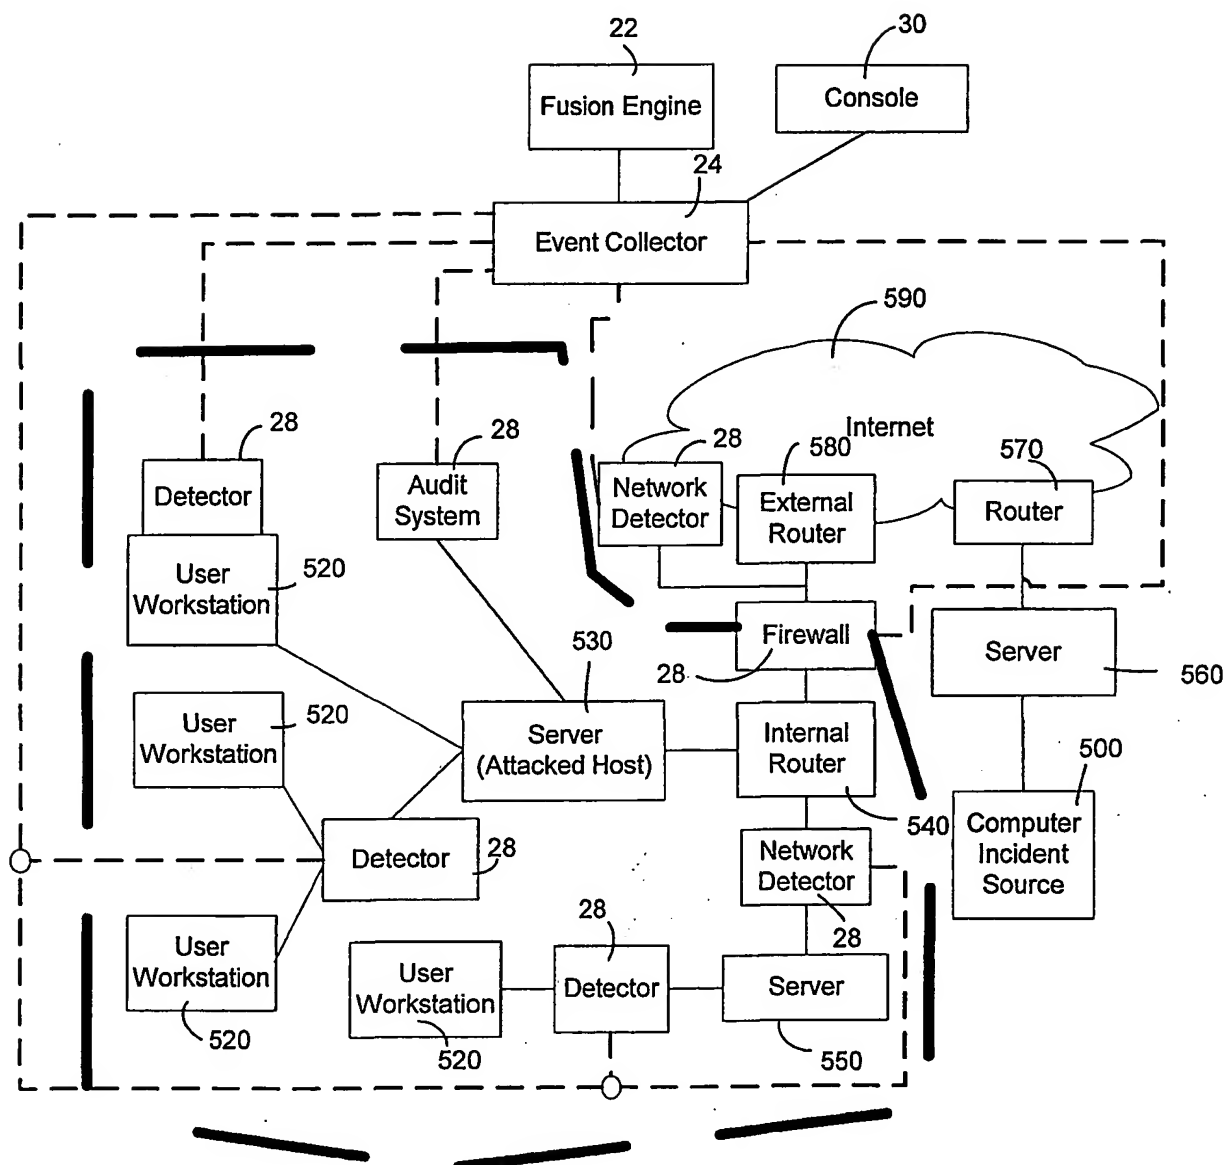 22
30
Fusion Engine
Console
24
Event Collector
590
Internet
28
28
28
580
570
Detector
Audit
System
Network
Detector
External
Router
Router
User
Workstation
520
530
Firewall
28
Server
560
520
User
Workstation
Server
(Attacked Host)
Internal
Router
540
500
Computer
Incident
Source
Detector
28
Network
Detector
28
28
User
Workstation
520
User
Workstation
520
Detector
Server
550